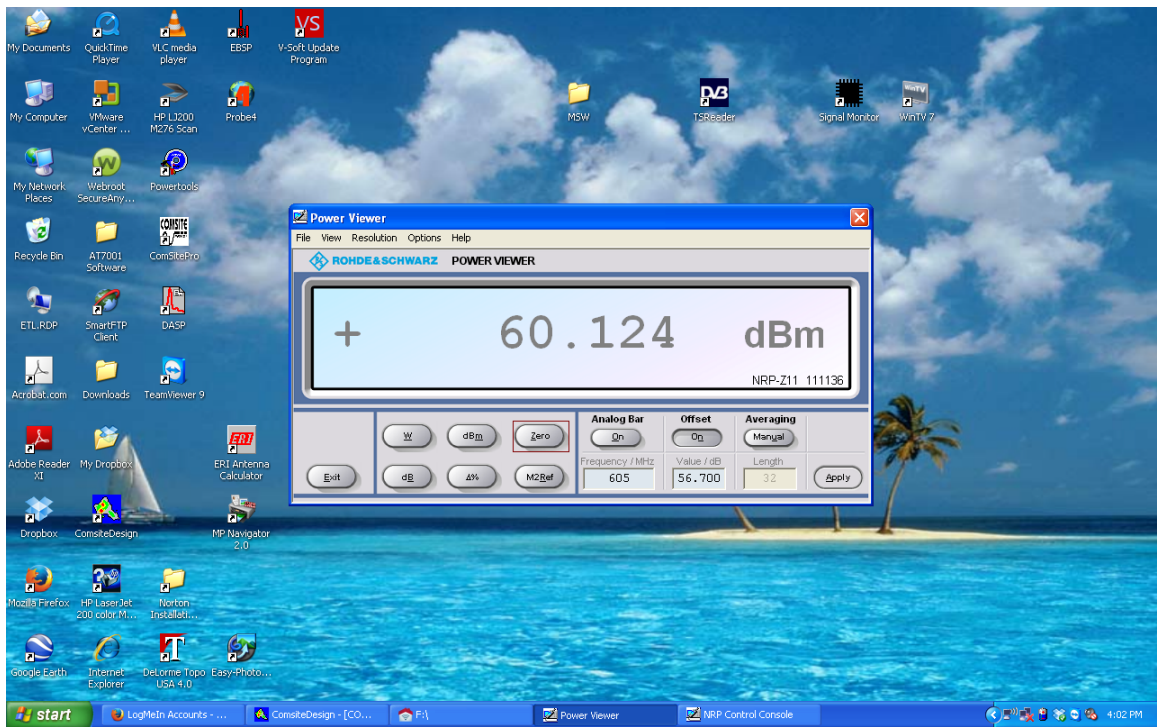 My Documents
QuickTime
Player
VLC media
player
EBSP
V-Soft Update
Program
VS
My Computer
VMware
vCenter ...
HP LJ200
M276 Scan
Probe4
MSW
DVB
TSReader
Signal Monitor
WinTV
WinTV 7
My Network
Places
Webroot
SecureAny...
Powertools
Recycle Bin
AT7001
Software
COMSITE
ComSitePro
ETL.RDP
SmartFTP
Client
DASP
Acrobat.com
Downloads
TeamViewer 9
Adobe Reader
XI
My Dropbox
ERI
ERI Antenna
Calculator
Dropbox
ComsiteDesign
MP Navigator
2.0
Mozilla Firefox
HP LaserJet
200 color M...
Norton
Installati...
Google Earth
Internet
Explorer
DeLorme Topo
USA 4.0
Easy-Photo...
Power Viewer
File View Resolution Options Help
ROHDE&SCHWARZ POWER VIEWER
+ 60.124 dBm
NRP-Z11 111136
Analog Bar Offset Averaging
W dBm Zero On On Manual
Frequency / MHz Value / dB Length
Exit dB Δ% M2Ref 605 56.700 32 Apply
start LogMeIn Accounts - ... ComsiteDesign - [CO... F:\ Power Viewer NRP Control Console 4:02 PM